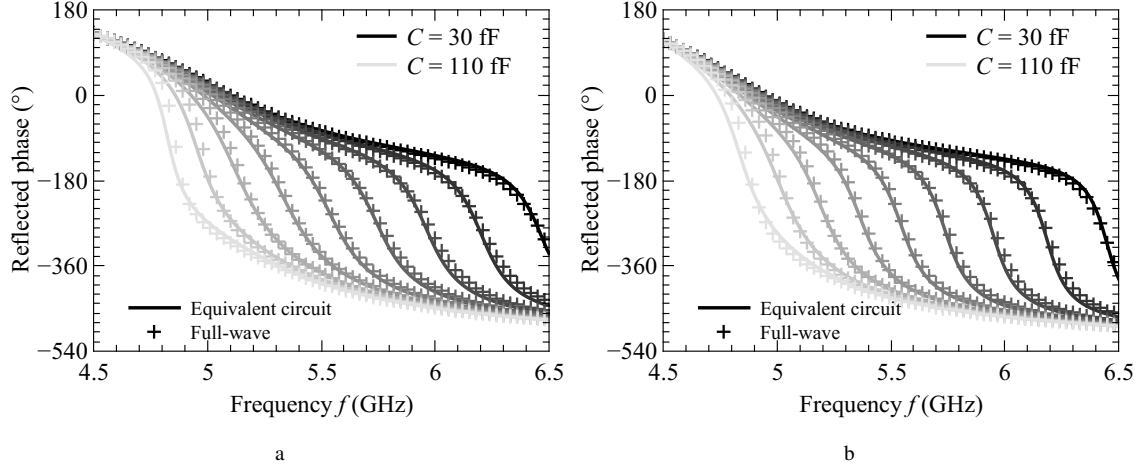 180
0
−180
−360
−540
Reflected phase (°)
C = 30 fF
C = 110 fF
Equivalent circuit
Full-wave
4.5 5 5.5 6 6.5
Frequency f (GHz)
a
180
0
−180
−360
−540
Reflected phase (°)
C = 30 fF
C = 110 fF
Equivalent circuit
Full-wave
4.5 5 5.5 6 6.5
Frequency f (GHz)
b